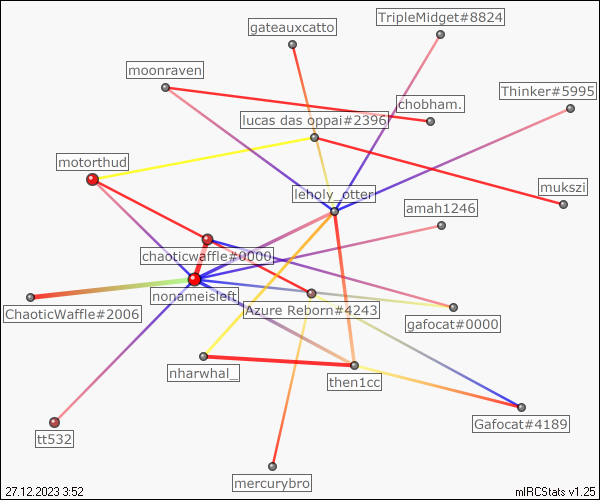 TripleMidget#8824
gateauxcatto
moonraven
Thinker#5995
chobham.
lucas das oppai#2396
motorthud
mukszi
leholy_otter
amah1246
chaoticwaffle#0000
nonameisleft
ChaoticWaffle#2006
Azure Reborn#4243
gafocat#0000
nharwhal_
then1cc
Gafocat#4189
tt532
mercurybro
27.12.2023 3:52
mIRCStats v1.25